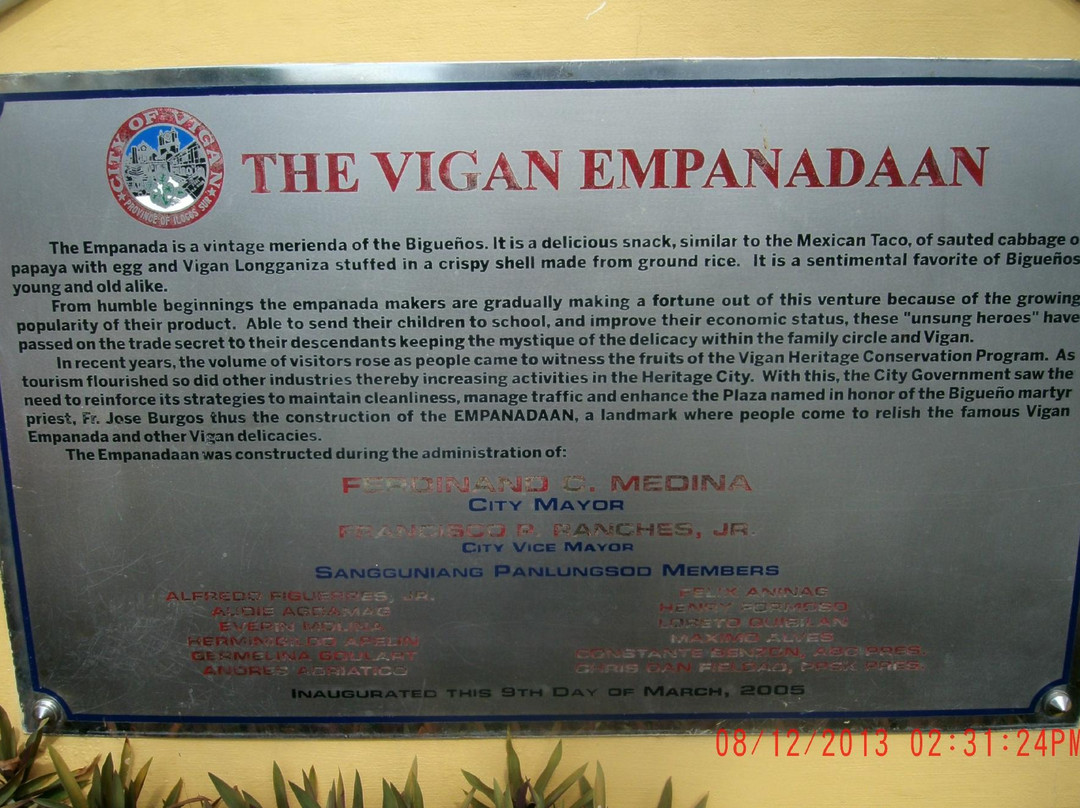 CITY OF VIGAN
PROVINCE OF ILOCOS SUR
THE VIGAN EMPANADAAN
The Empanada is a vintage merienda of the Bigueños. It is a delicious snack, similar to the Mexican Taco, of sauted cabbage o
papaya with egg and Vigan Longganiza stuffed in a crispy shell made from ground rice. It is a sentimental favorite of Bigueños
young and old alike.
From humble beginnings the empanada makers are gradually making a fortune out of this venture because of the growing
popularity of their product. Able to send their children to school, and improve their economic status, these "unsung heroes" have
passed on the trade secret to their descendants keeping the mystique of the delicacy within the family circle and Vigan.
In recent years, the volume of visitors rose as people came to witness the fruits of the Vigan Heritage Conservation Program. As
tourism flourished so did other industries thereby increasing activities in the Heritage City. With this, the City Government saw the
need to reinforce its strategies to maintain cleanliness, manage traffic and enhance the Plaza named in honor of the Bigueño martyr
priest, Fr. Jose Burgos thus the construction of the EMPANADAAN, a landmark where people come to relish the famous Vigan
Empanada and other Vigan delicacies.
The Empanadaan was constructed during the administration of:
FERDINAND C. MEDINA
CITY MAYOR
FRANCISCO R. RANCHES, JR.
CITY VICE MAYOR
SANGGUNIANG PANLUNGSOD MEMBERS
ALFREDO FIGUERRES, JR.
FELIX ANINAG
HENRY FORMOSO
EVERIN MOLINA
LORETO QUIBILAN
MAXIMO ALVES
CONSTANTE BENZON, ABC PRES.
ANDRES ADRIATICO
CHRIS DAN PRES.
INAUGURATED THIS 9TH DAY OF MARCH, 2005
08/12/2013 02:31:24PM